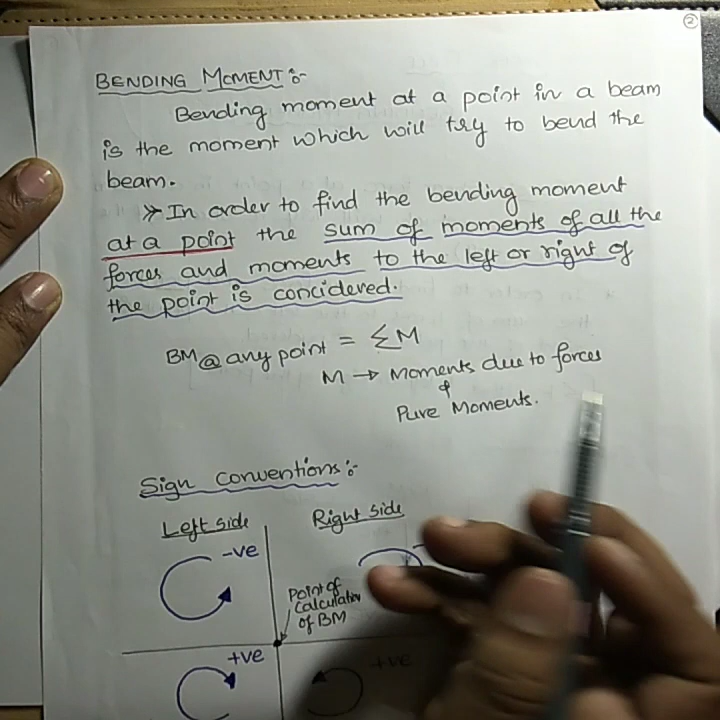 ②
BENDING MOMENT :-
Bending moment at a point in a beam
is the moment which will try to bend the
beam.
➢ In order to find the bending moment
at a point the sum of moments of all the
forces and moments to the left or right of
the point is concidered.
BM @ any point = ΣM
M → Moments due to forces
&
Pure Moments.
Sign Conventions :-
Left side Right side
-ve
Point of
Calculation
of BM
+ve +ve